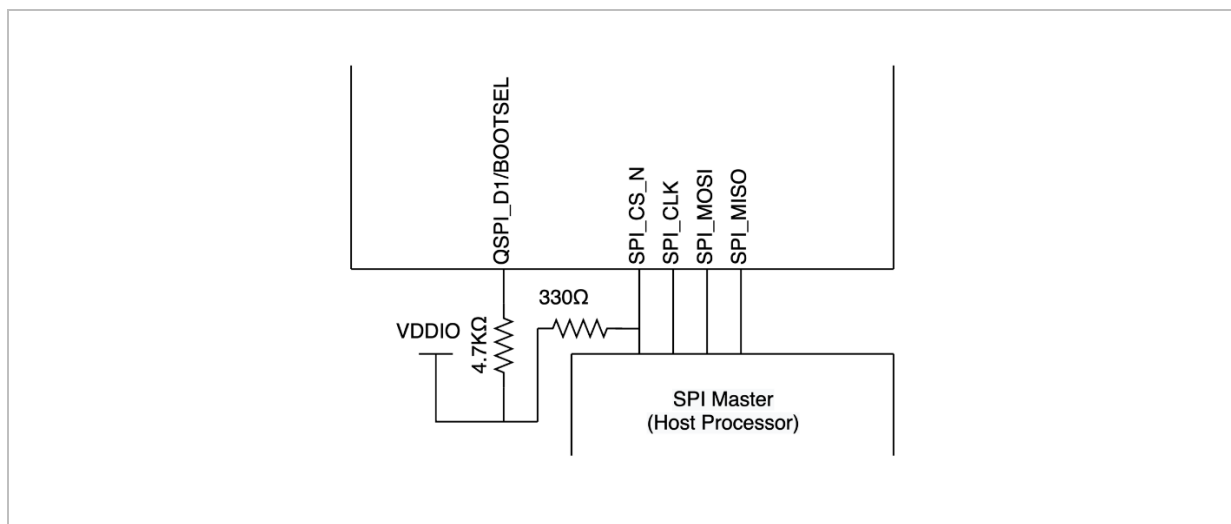 QSPI_D1/BOOTSEL
SPI_CS_N
SPI_CLK
SPI_MOSI
SPI_MISO
330Ω
VDDIO
4.7KΩ
SPI Master
(Host Processor)